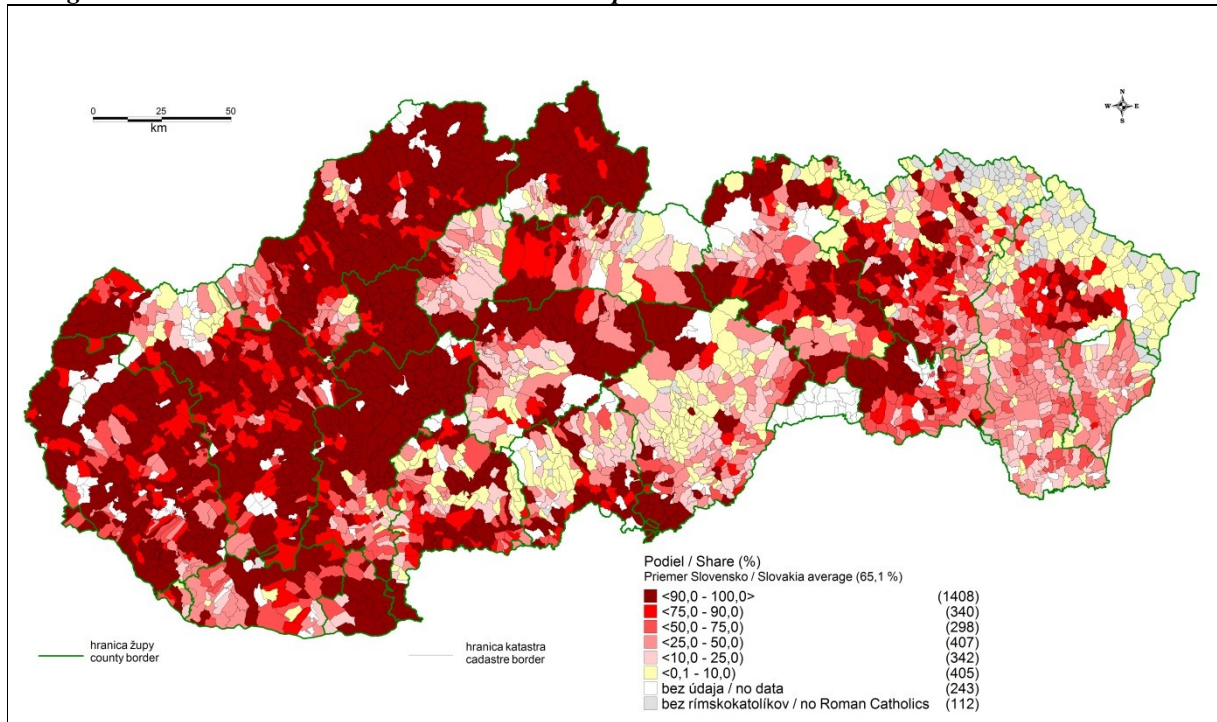 0 25 50
km
N
W E
S
Podiel / Share (%)
Priemer Slovensko / Slovakia average (65,1 %)
<90,0 - 100,0> (1408)
<75,0 - 90,0) (340)
<50,0 - 75,0) (298)
<25,0 - 50,0) (407)
<10,0 - 25,0) (342)
<0,1 - 10,0) (405)
bez údaja / no data (243)
bez rímskokatolíkov / no Roman Catholics (112)
hranica župy
county border
hranica katastra
cadastre border